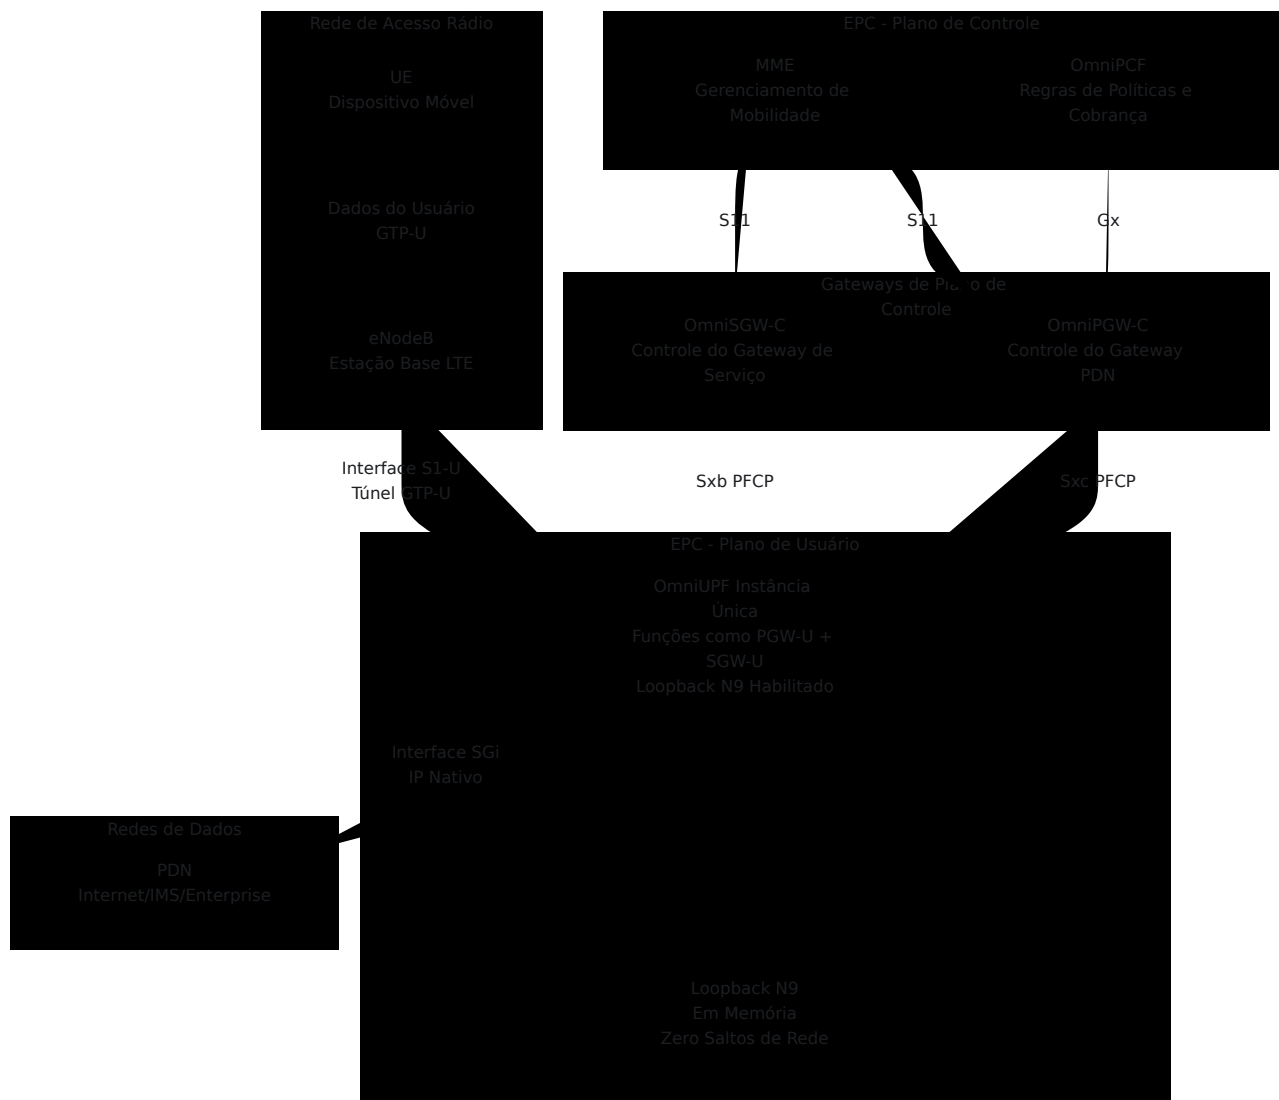 Rede de Acesso Rádio
UE
Dispositivo Móvel
Dados do Usuário
GTP-U
eNodeB
Estação Base LTE
EPC - Plano de Controle
MME
Gerenciamento de
Mobilidade
OmniPCF
Regras de Políticas e
Cobrança
S11
S11
Gx
Gateways de Plano de
Controle
OmniSGW-C
Controle do Gateway de
Serviço
OmniPGW-C
Controle do Gateway
PDN
Interface S1-U
Túnel GTP-U
Sxb PFCP
Sxc PFCP
EPC - Plano de Usuário
OmniUPF Instância
Única
Funções como PGW-U +
SGW-U
Loopback N9 Habilitado
Interface SGi
IP Nativo
Redes de Dados
PDN
Internet/IMS/Enterprise
Loopback N9
Em Memória
Zero Saltos de Rede